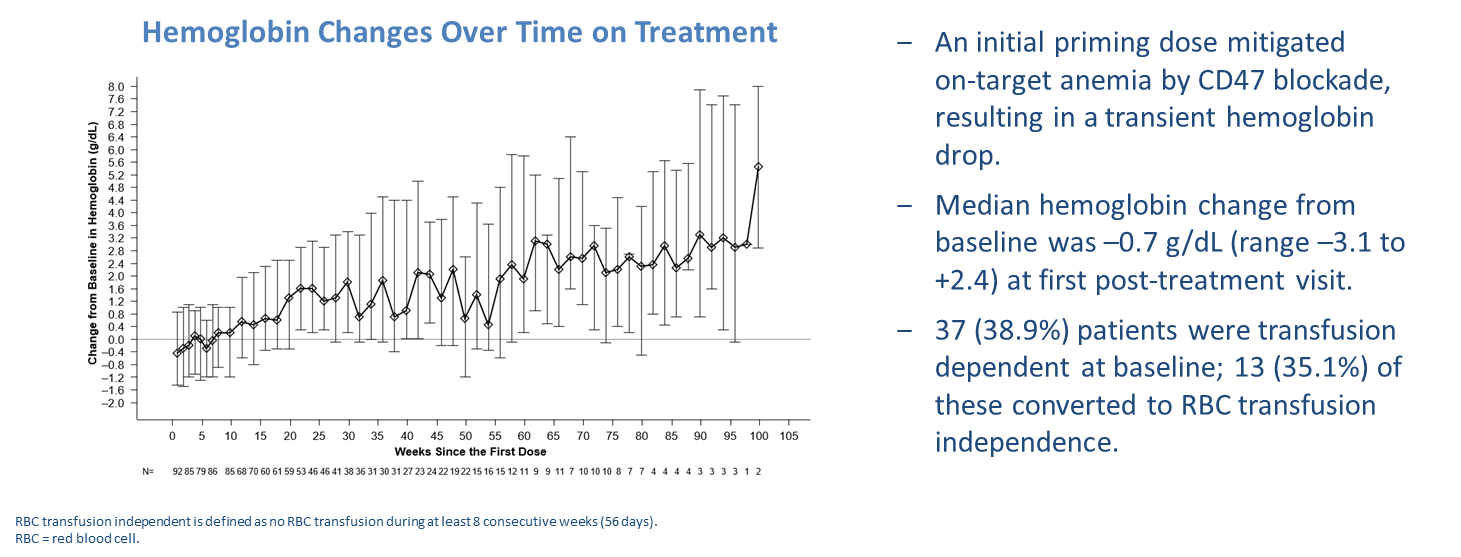 Hemoglobin Changes Over Time on Treatment
Change from Baseline in Hemoglobin (g/dL)
8.0
7.6
7.2
6.8
6.4
6.0
5.6
5.2
4.8
4.4
4.0
3.6
3.2
2.8
2.4
2.0
1.6
1.2
0.8
0.4
0.0
–0.4
–0.8
–1.2
–1.6
–2.0
0 5 10 15 20 25 30 35 40 45 50 55 60 65 70 75 80 85 90 95 100 105
Weeks Since the First Dose
N= 92 85 79 86 85 68 70 60 61 59 53 46 46 41 38 36 31 30 31 27 23 24 22 19 22 15 16 15 12 11 9 9 11 7 10 10 10 8 7 7 4 4 4 4 3 3 3 3 1 2
– An initial priming dose mitigated
on-target anemia by CD47 blockade,
resulting in a transient hemoglobin
drop.
– Median hemoglobin change from
baseline was –0.7 g/dL (range –3.1 to
+2.4) at first post-treatment visit.
– 37 (38.9%) patients were transfusion
dependent at baseline; 13 (35.1%) of
these converted to RBC transfusion
independence.
RBC transfusion independent is defined as no RBC transfusion during at least 8 consecutive weeks (56 days).
RBC = red blood cell.